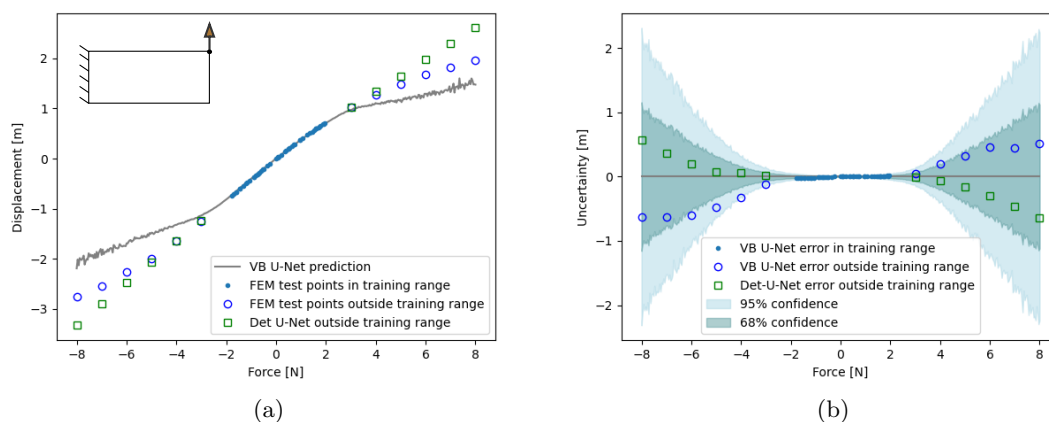 2
1
0
−1
−2
−3
Displacement [m]
−8 −6 −4 −2 0 2 4 6 8
Force [N]
VB U-Net prediction
FEM test points in training range
FEM test points outside training range
Det U-Net outside training range
(a)
2
1
0
−1
−2
Uncertainty [m]
−8 −6 −4 −2 0 2 4 6 8
Force [N]
VB U-Net error in training range
VB U-Net error outside training range
Det-U-Net error outside training range
95% confidence
68% confidence
(b)